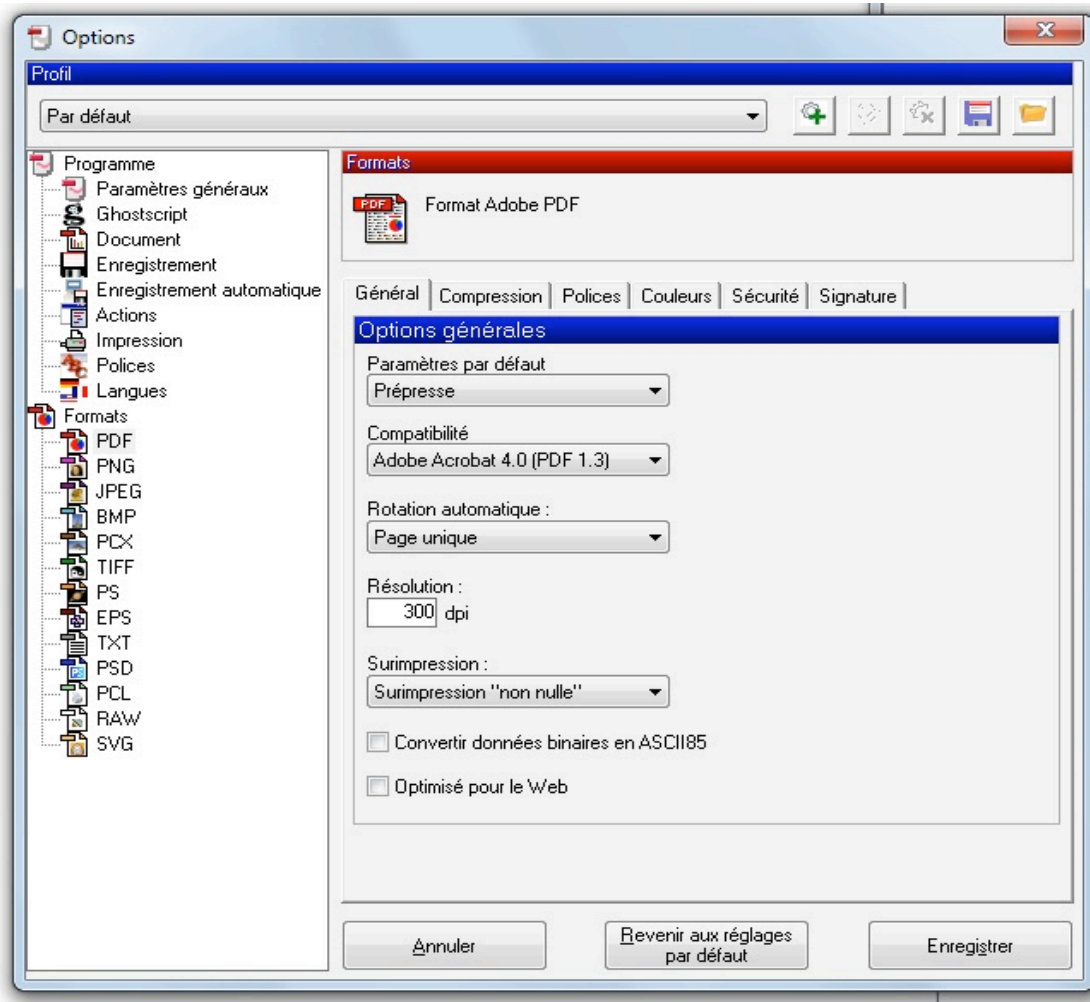 Options
Profil
Par défaut
Programme
Paramètres généraux
Ghostscript
Document
Enregistrement
Enregistrement automatique
Actions
Impression
Polices
Langues
Formats
PDF
PNG
JPEG
BMP
PCX
TIFF
PS
EPS
TXT
PSD
PCL
RAW
SVG
Formats
PDF
Format Adobe PDF
Général Compression Polices Couleurs Sécurité Signature
Options générales
Paramètres par défaut
Prépresse
Compatibilité
Adobe Acrobat 4.0 (PDF 1.3)
Rotation automatique :
Page unique
Résolution :
300 dpi
Surimpression :
Surimpression "non nulle"
Convertir données binaires en ASCII85
Optimisé pour le Web
Annuler
Revenir aux réglages
par défaut
Enregistrer